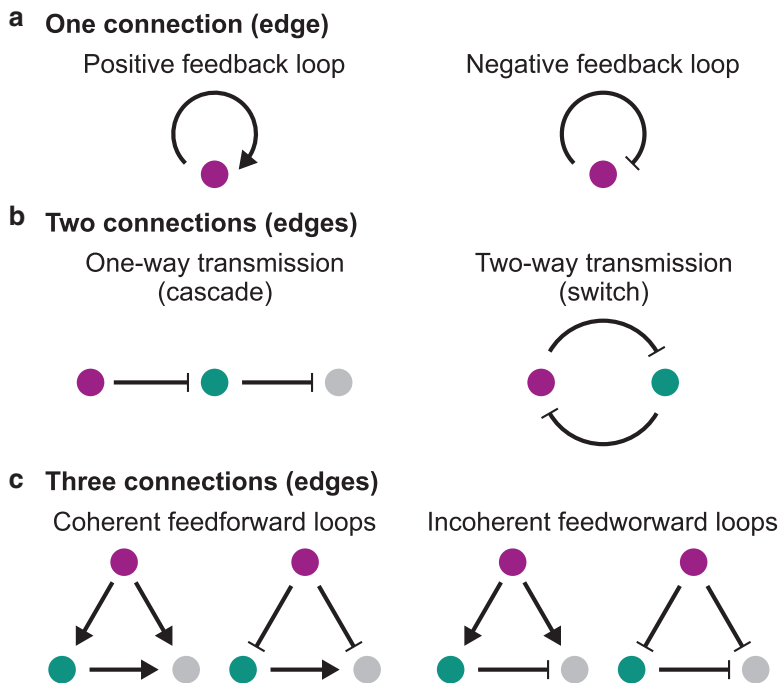 a One connection (edge)
Positive feedback loop
Negative feedback loop
b Two connections (edges)
One-way transmission
(cascade)
Two-way transmission
(switch)
c Three connections (edges)
Coherent feedforward loops
Incoherent feedworward loops